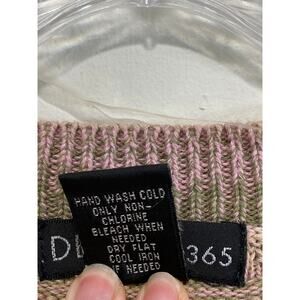 HAND WASH COLD
ONLY NON-
CHLORINE
BLEACH WHEN
NEEDED
DRY FLAT
COOL IRON
IF NEEDED
D
365